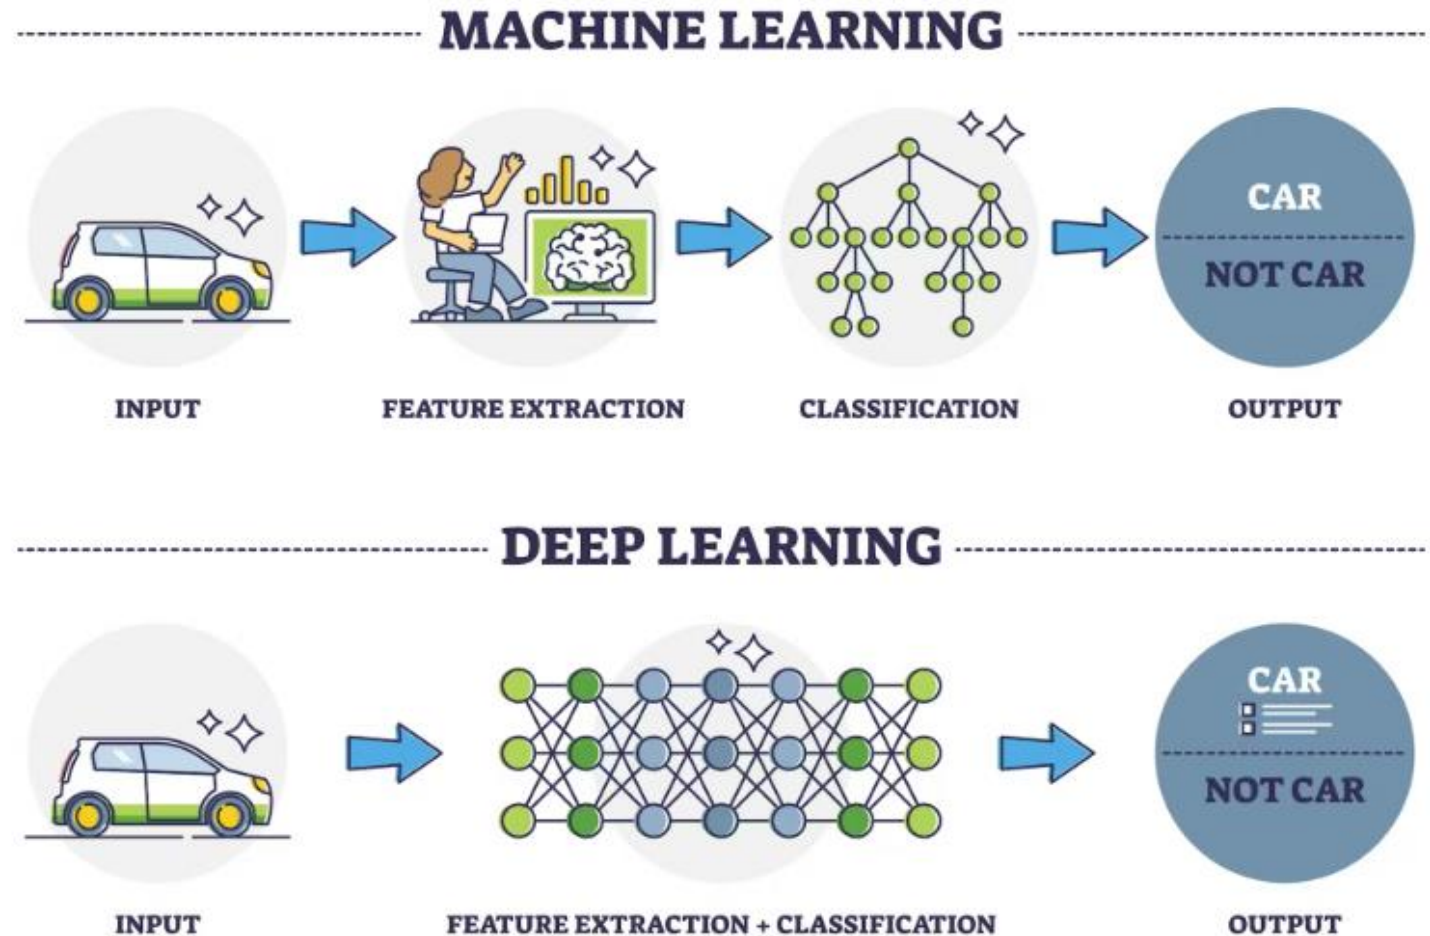 MACHINE LEARNING
CAR
NOT CAR
INPUT
FEATURE EXTRACTION
CLASSIFICATION
OUTPUT
DEEP LEARNING
CAR
NOT CAR
INPUT
FEATURE EXTRACTION + CLASSIFICATION
OUTPUT